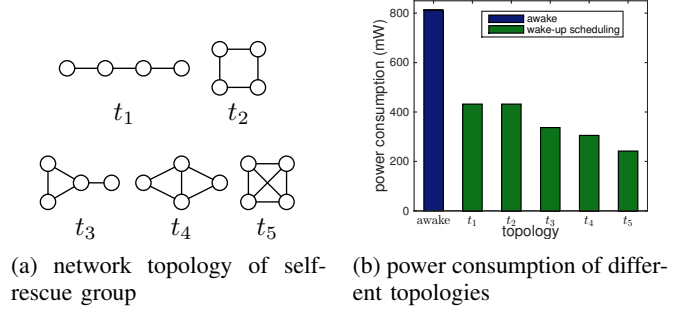 t1
t2
t3
t4
t5
(a) network topology of self-
rescue group
power consumption (mW)
800
600
400
200
0
awake
wake-up scheduling
awake t1 t2 t3 t4 t5
topology
(b) power consumption of differ-
ent topologies